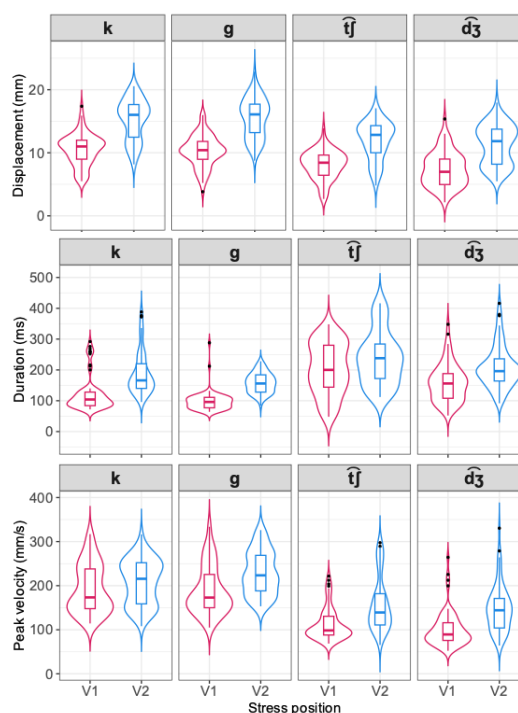 k g t͡ʃ d͡ʒ
Displacement (mm)
20
10
0
k g t͡ʃ d͡ʒ
Duration (ms)
500
400
300
200
100
0
k g t͡ʃ d͡ʒ
Peak velocity (mm/s)
400
300
200
100
0
V1 V2 V1 V2 V1 V2 V1 V2
Stress position